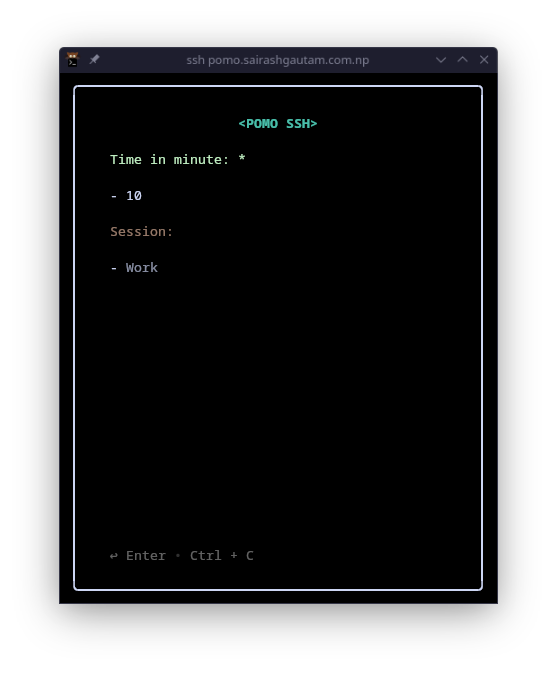 ssh pomo.sairashgautam.com.np
<POMO SSH>
Time in minute: *
- 10
Session:
- Work
↩ Enter • Ctrl + C